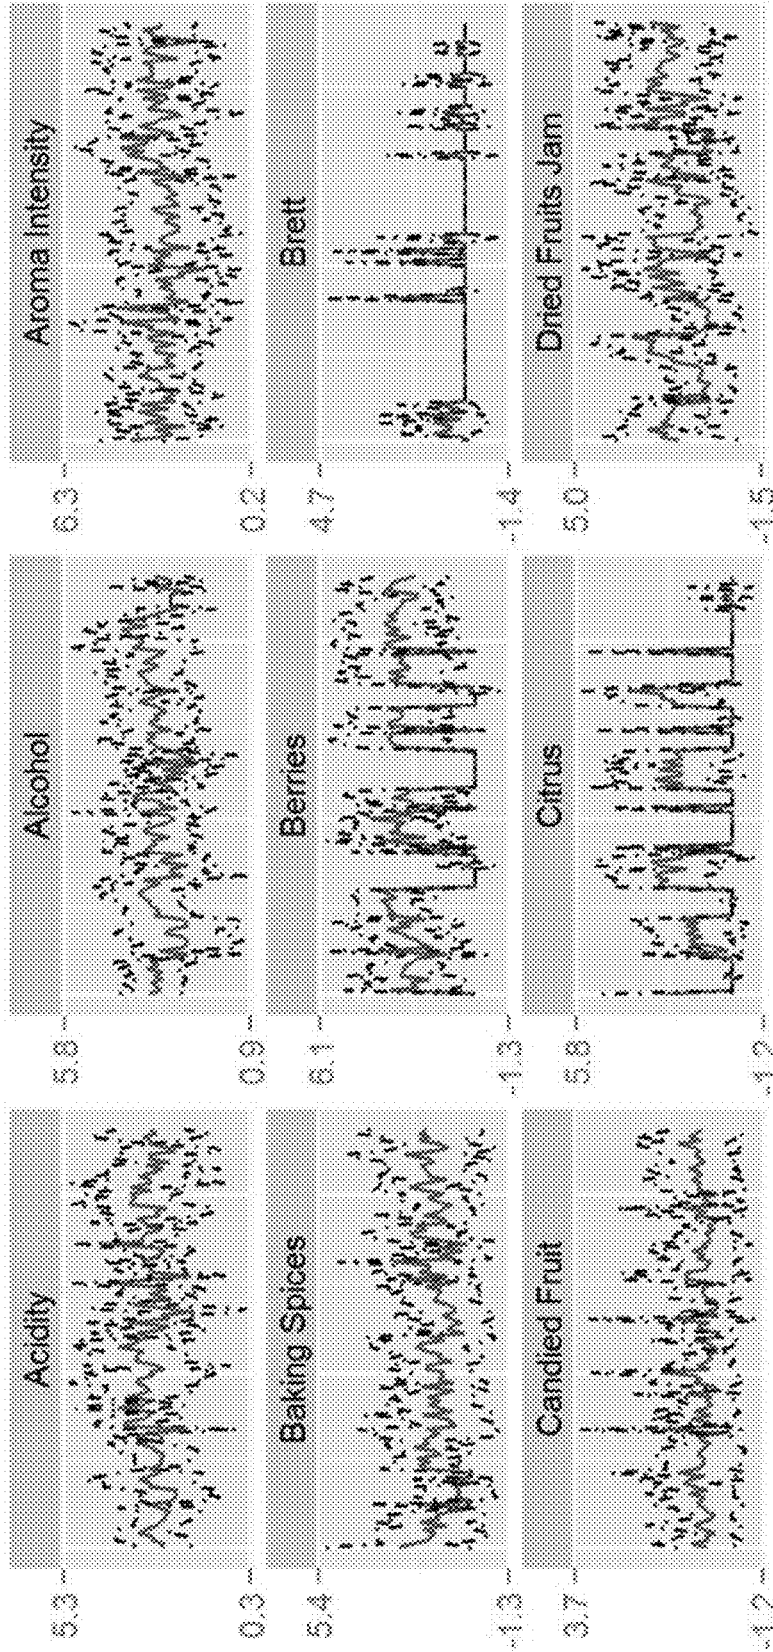 Acidity
5.3
0.3
Alcohol
5.8
0.9
Aroma Intensity
6.3
0.2
Baking Spices
5.4
-1.3
Berries
6.1
-1.3
Brett
4.7
-1.4
Candied Fruit
3.7
-1.2
Citrus
5.8
-1.2
Dried Fruits Jam
5.0
-1.5